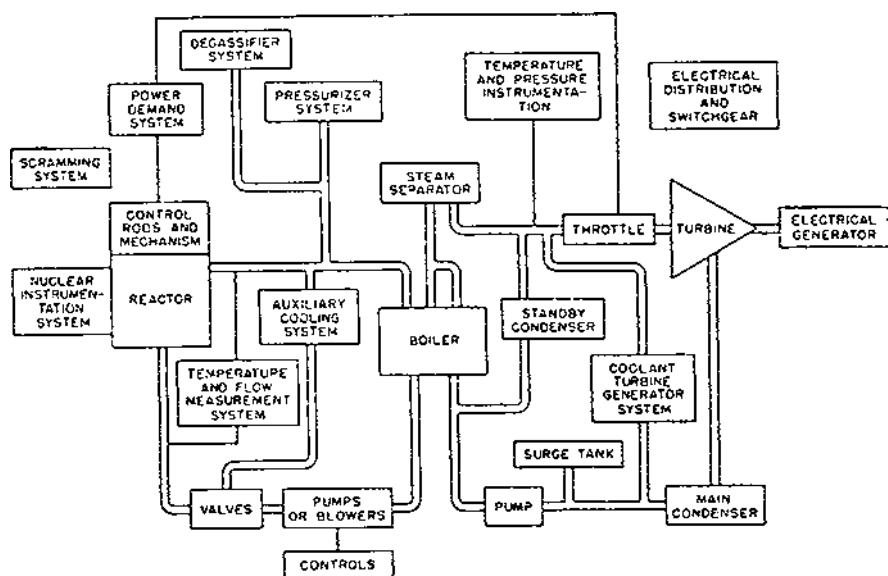 DEGASSIFIER
SYSTEM
POWER
DEMAND
SYSTEM
PRESSURIZER
SYSTEM
TEMPERATURE
AND PRESSURE
INSTRUMENTA-
TION
ELECTRICAL
DISTRIBUTION
AND
SWITCHGEAR
SCRAMMING
SYSTEM
STEAM
SEPARATOR
CONTROL
RODS AND
MECHANISM
THROTTLE
TURBINE
ELECTRICAL
GENERATOR
NUCLEAR
INSTRUMEN-
TATION
SYSTEM
REACTOR
AUXILIARY
COOLING
SYSTEM
BOILER
STANDBY
CONDENSER
TEMPERATURE
AND FLOW
MEASUREMENT
SYSTEM
COOLANT
TURBINE
GENERATOR
SYSTEM
SURGE TANK
VALVES
PUMPS
OR BLOWERS
PUMP
MAIN
CONDENSER
CONTROLS